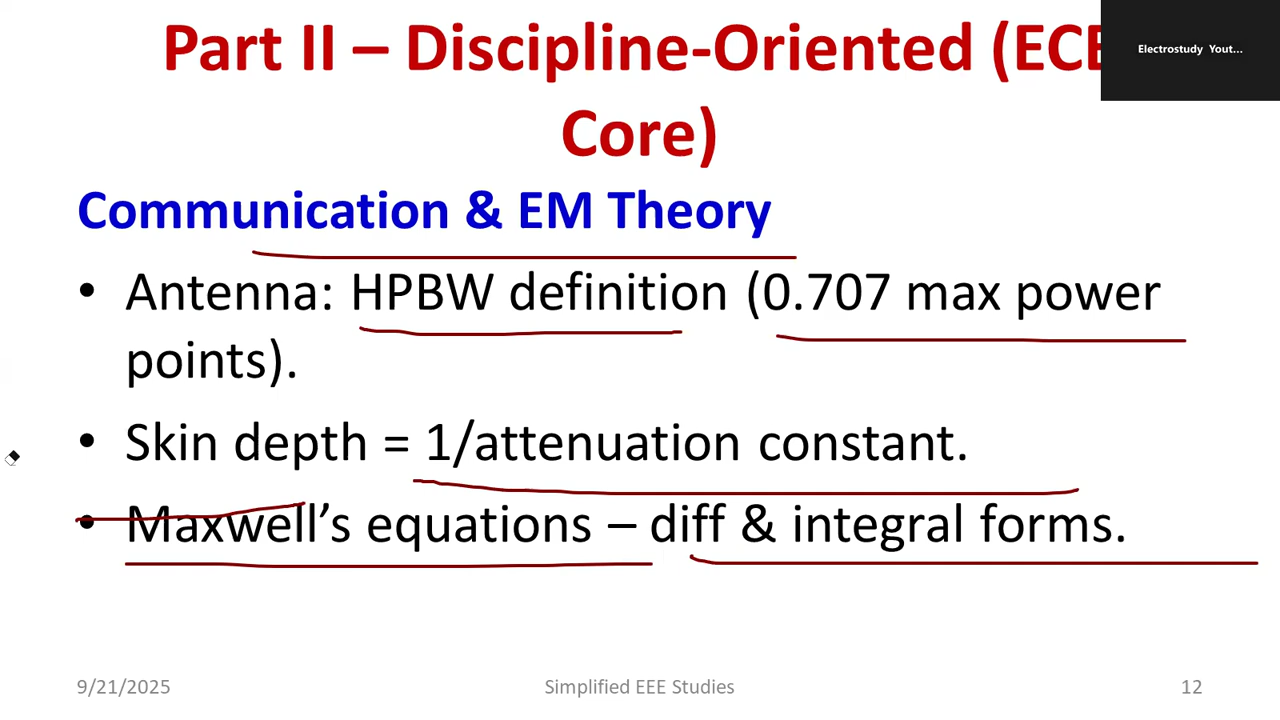 Part II – Discipline-Oriented (ECE
Core)
Electrostudy Yout...
Communication & EM Theory
• Antenna: HPBW definition (0.707 max power
points).
• Skin depth = 1/attenuation constant.
• Maxwell’s equations – diff & integral forms.
9/21/2025
Simplified EEE Studies
12